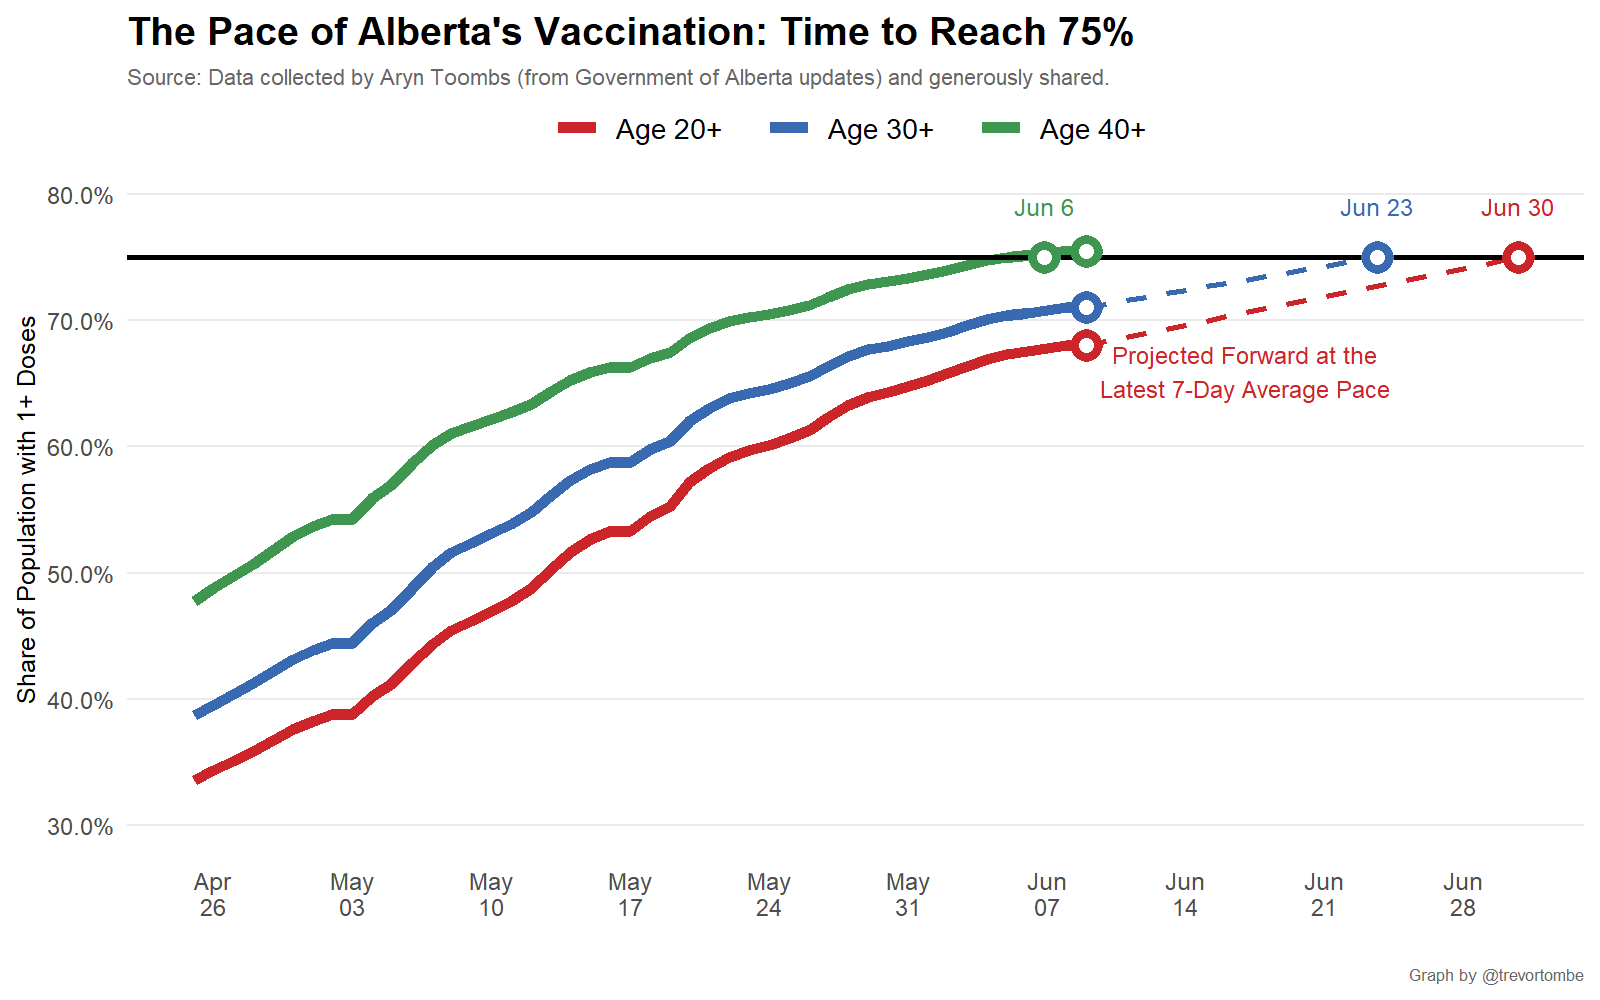 The Pace of Alberta's Vaccination: Time to Reach 75%
Source: Data collected by Aryn Toombs (from Government of Alberta updates) and generously shared.
Age 20+ Age 30+ Age 40+
Share of Population with 1+ Doses
80.0%
70.0%
60.0%
50.0%
40.0%
30.0%
Jun 6 Jun 23 Jun 30
Projected Forward at the
Latest 7-Day Average Pace
Apr May May May May May Jun Jun Jun Jun
26 03 10 17 24 31 07 14 21 28
Graph by @trevortombe